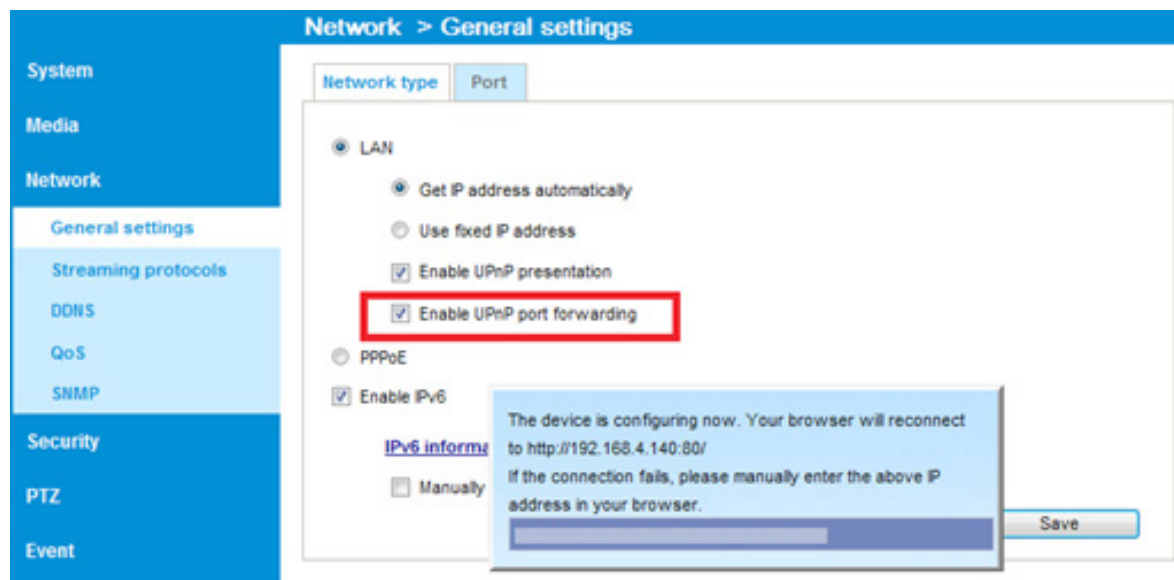 Network > General settings
System
Media
Network
General settings
Streaming protocols
DDNS
QoS
SNMP
Security
PTZ
Event
Network type
Port
LAN
Get IP address automatically
Use fixed IP address
Enable UPnP presentation
Enable UPnP port forwarding
PPPoE
Enable IPv6
IPv6 informa
Manually
The device is configuring now. Your browser will reconnect
to http://192.168.4.140:80/
If the connection fails, please manually enter the above IP
address in your browser.
Save